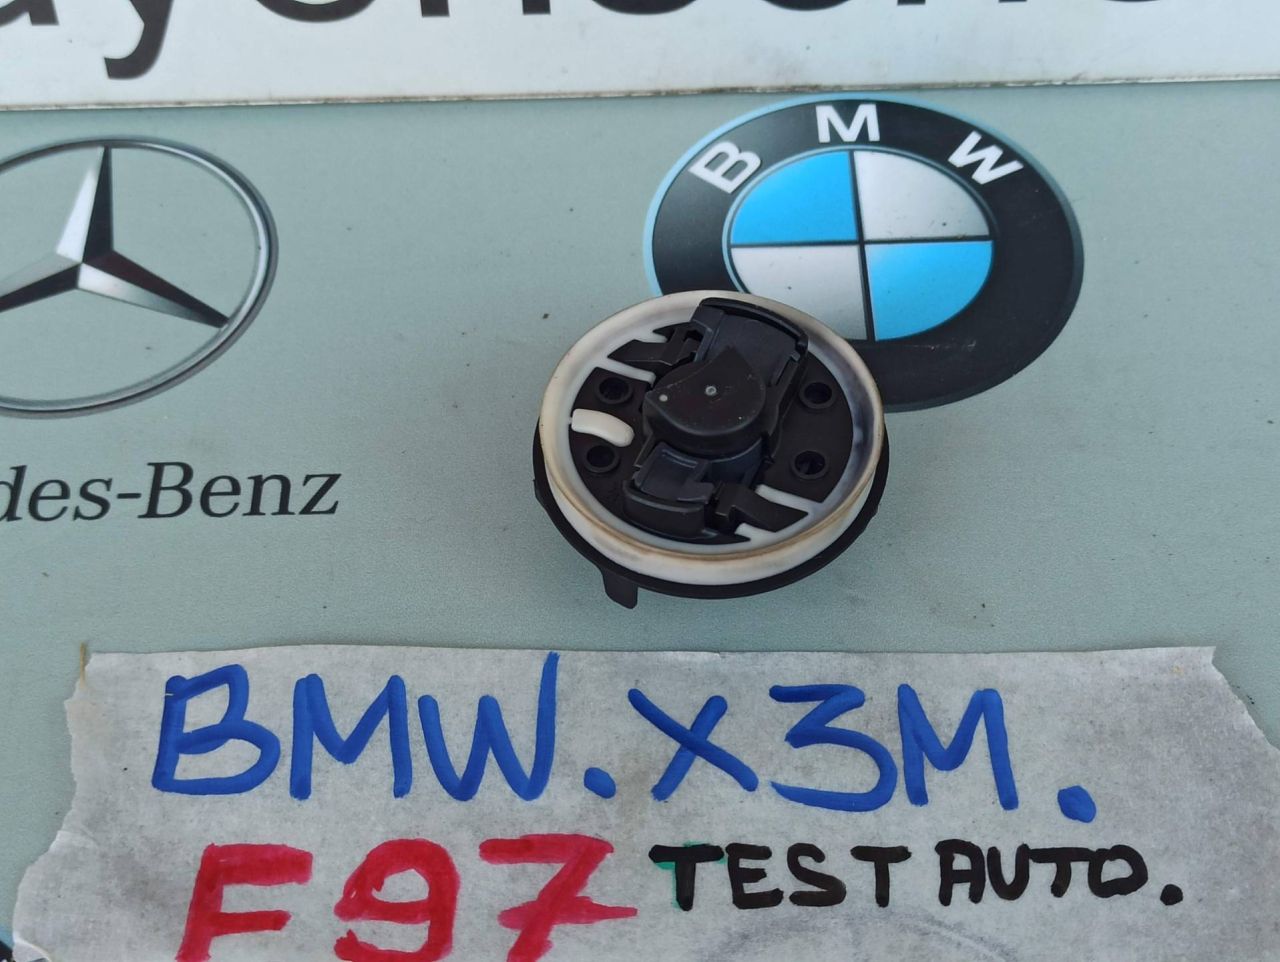 BMW
des-Benz
BMW. X3M.
F97 TEST AUTO.